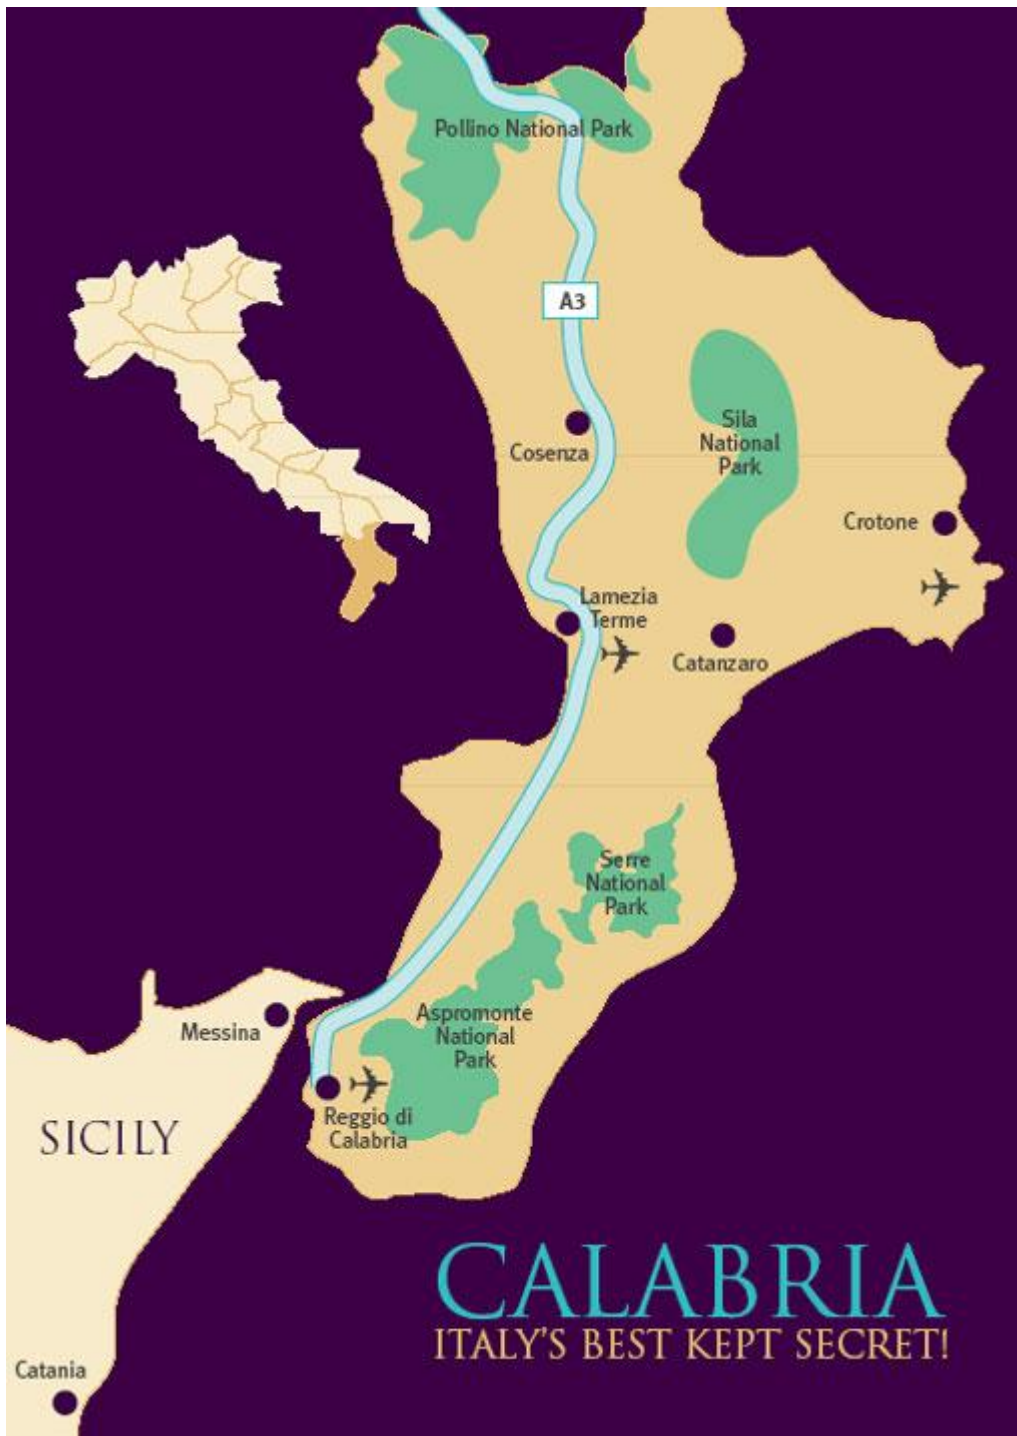 Pollino National Park
A3
Sila
National
Park
Cosenza
Crotone
Lamezia
Terme
Catanzaro
Serre
National
Park
Aspromonte
National
Park
Messina
Reggio di
Calabria
SICILY
CALABRIA
ITALY'S BEST KEPT SECRET!
Catania